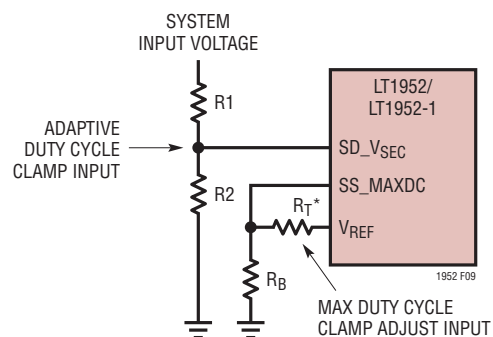 SYSTEM
INPUT VOLTAGE
R1
ADAPTIVE
DUTY CYCLE
CLAMP INPUT
R2
LT1952/
LT1952-1
SD_VSEC
SS_MAXDC
RT*
VREF
RB
1952 F09
MAX DUTY CYCLE
CLAMP ADJUST INPUT